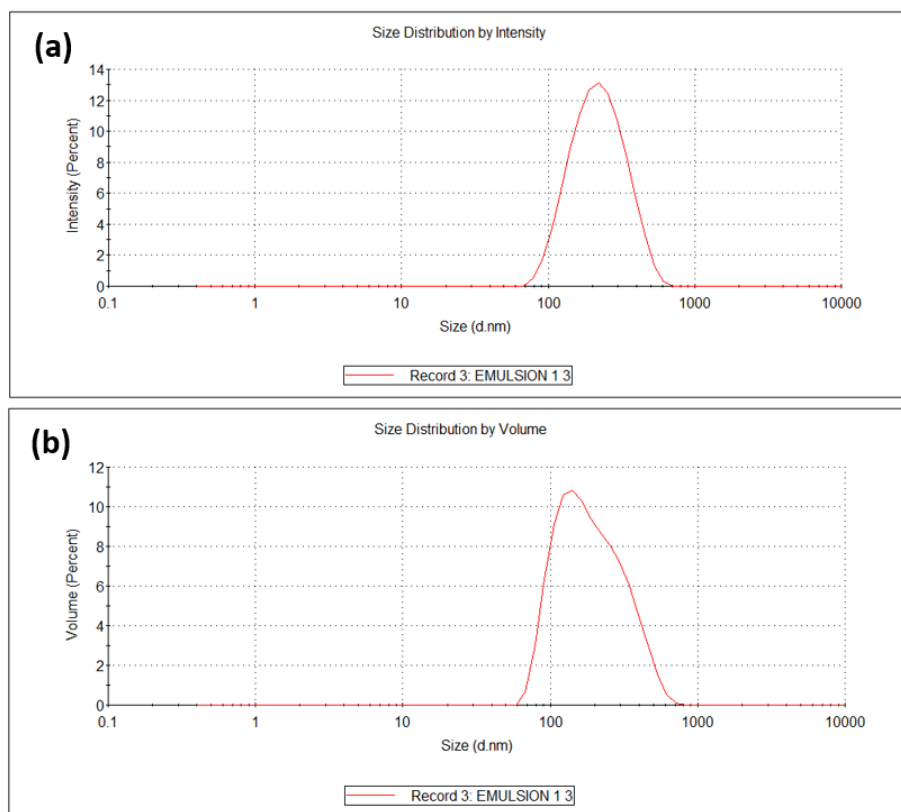 (a)
Size Distribution by Intensity
14
12
10
8
6
4
2
0
Intensity (Percent)
0.1 1 10 100 1000 10000
Size (d.nm)
Record 3: EMULSION 1 3
(b)
Size Distribution by Volume
12
10
8
6
4
2
0
Volume (Percent)
0.1 1 10 100 1000 10000
Size (d.nm)
Record 3: EMULSION 1 3